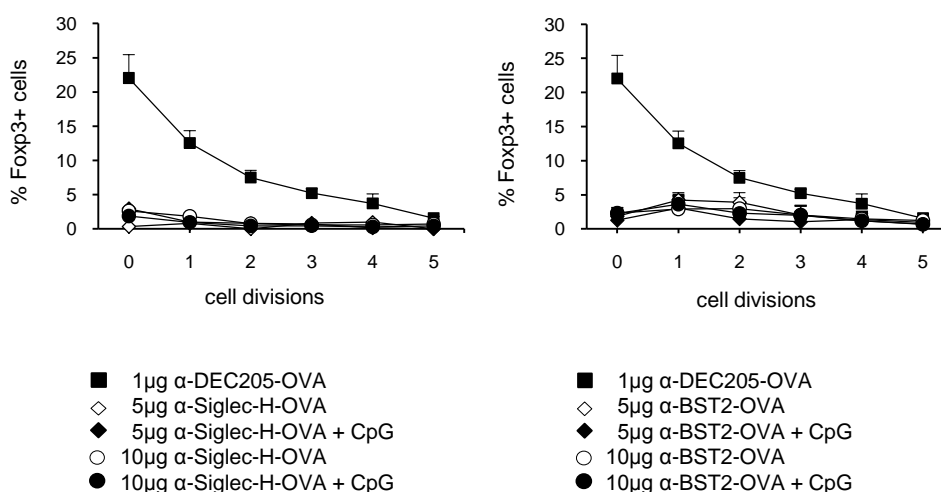 30
25
20
15
10
5
0
% Foxp3+ cells
0 1 2 3 4 5
cell divisions
1µg α-DEC205-OVA
5µg α-Siglec-H-OVA
5µg α-Siglec-H-OVA + CpG
10µg α-Siglec-H-OVA
10µg α-Siglec-H-OVA + CpG
30
25
20
15
10
5
0
% Foxp3+ cells
0 1 2 3 4 5
cell divisions
1µg α-DEC205-OVA
5µg α-BST2-OVA
5µg α-BST2-OVA + CpG
10µg α-BST2-OVA
10µg α-BST2-OVA + CpG